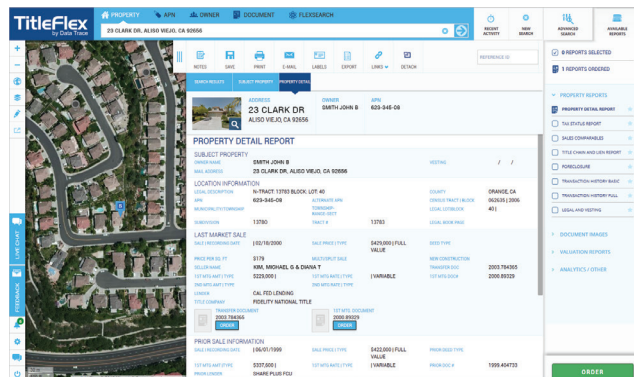 TitleFlex
by Data Trace
PROPERTY
APN
OWNER
DOCUMENT
FLEXSEARCH
23 CLARK DR, ALISO VIEJO, CA 92656
RECENT ACTIVITY
NEW SEARCH
ADVANCED SEARCH
AVAILABLE REPORTS
NOTES
SAVE
PRINT
E-MAIL
LABELS
EXPORT
LINKS
DETACH
REFERENCE ID
SEARCH RESULTS
SUBJECT PROPERTY
PROPERTY DETAIL
0 REPORTS SELECTED
1 REPORTS ORDERED
PROPERTY REPORTS
PROPERTY DETAIL REPORT
TAX STATUS REPORT
SALES COMPARABLES
TITLE CHAIN AND LIEN REPORT
FORECLOSURE
TRANSACTION HISTORY BASIC
TRANSACTION HISTORY FULL
LEGAL AND VESTING
DOCUMENT IMAGES
VALUATION REPORTS
ANALYTICS / OTHER
ORDER
LIVE CHAT
FEEDBACK
ADDRESS
23 CLARK DR
ALISO VIEJO, CA 92656
OWNER
SMITH JOHN B
APN
623-345-06
PROPERTY DETAIL REPORT
SUBJECT PROPERTY
OWNER NAME SMITH JOHN B VESTING / /
MAIL ADDRESS 23 CLARK DR, ALISO VIEJO, CA 92656
LOCATION INFORMATION
LEGAL DESCRIPTION N-TRACT: 13783 BLOCK: LOT: 40 COUNTY ORANGE, CA
APN 623-345-06 ALTERNATE APN CENSUS TRACT | BLOCK 062635 | 2006
MUNICIPALITY/TOWNSHIP TOWNSHIP-RANGE-SECT LEGAL LOT|BLOCK 40 |
SUBDIVISION 13783 TRACT # 13783 LEGAL BOOK PAGE
LAST MARKET SALE
SALE | RECORDING DATE | 02/18/2000 SALE PRICE | TYPE $429,000 | FULL VALUE DEED TYPE
PRICE PER SQ. FT $179 MULTI/SPLIT SALE NEW CONSTRUCTION
SELLER NAME KIM, MICHAEL G & DIANA T TRANSFER DOC 2003.784365
1ST MTG AMT | TYPE $229,000 | 1ST MTG RATE | TYPE | VARIABLE 1ST MTG DOC# 2000.89329
2ND MTG AMT | TYPE 2ND MTG RATE | TYPE
LENDER CAL FED LENDING
TITLE COMPANY FIDELITY NATIONAL TITLE
TRANSFER DOCUMENT
2003.784365
ORDER
1ST MTG. DOCUMENT
2000.89329
ORDER
PRIOR SALE INFORMATION
SALE | RECORDING DATE | 06/01/1999 SALE PRICE | TYPE $422,000 | FULL VALUE PRIOR DEED TYPE
1ST MTG AMT | TYPE $337,600 | 1ST MTG RATE | TYPE | VARIABLE PRIOR DOC # 1999.404733
PRIOR LENDER SHARE PLUS FCU